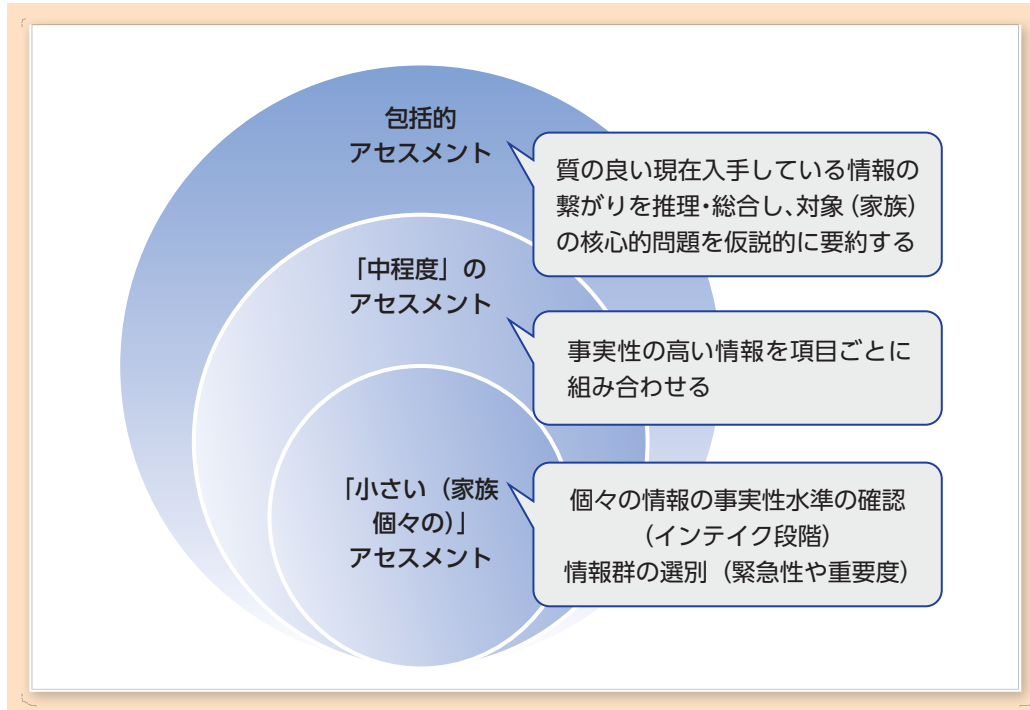 包括的
アセスメント
質の良い現在入手している情報の
繋がりを推理・総合し、対象（家族）
の核心的問題を仮説的に要約する
「中程度」の
アセスメント
事実性の高い情報を項目ごとに
組み合わせる
「小さい（家族
個々の）」
アセスメント
個々の情報の事実性水準の確認
（インテイク段階）
情報群の選別（緊急性や重要度）